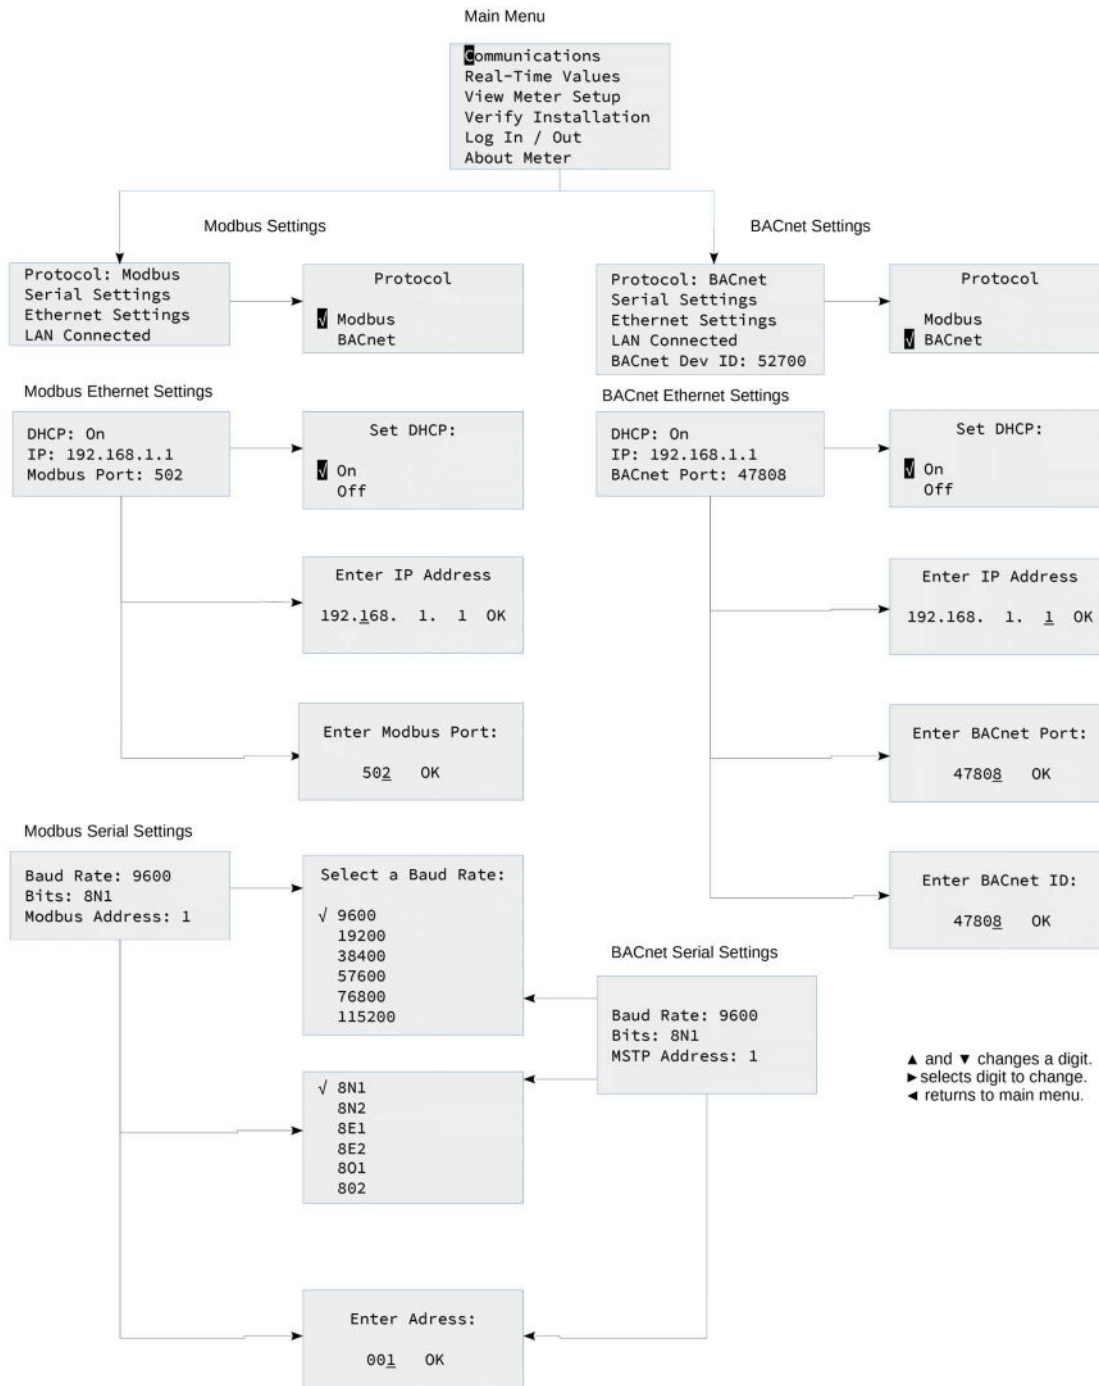 Main Menu
Communications
Real-Time Values
View Meter Setup
Verify Installation
Log In / Out
About Meter
Modbus Settings
BACnet Settings
Protocol: Modbus
Serial Settings
Ethernet Settings
LAN Connected
Protocol
√ Modbus
BACnet
Protocol: BACnet
Serial Settings
Ethernet Settings
LAN Connected
BACnet Dev ID: 52700
Protocol
Modbus
√ BACnet
Modbus Ethernet Settings
DHCP: On
IP: 192.168.1.1
Modbus Port: 502
Set DHCP:
√ On
Off
Enter IP Address
192.168. 1. 1 OK
Enter Modbus Port:
502 OK
BACnet Ethernet Settings
DHCP: On
IP: 192.168.1.1
BACnet Port: 47808
Set DHCP:
√ On
Off
Enter IP Address
192.168. 1. 1 OK
Enter BACnet Port:
47808 OK
Enter BACnet ID:
47808 OK
Modbus Serial Settings
Baud Rate: 9600
Bits: 8N1
Modbus Address: 1
Select a Baud Rate:
√ 9600
19200
38400
57600
76800
115200
BACnet Serial Settings
Baud Rate: 9600
Bits: 8N1
MSTP Address: 1
√ 8N1
8N2
8E1
8E2
8O1
8O2
Enter Adress:
001 OK
▲ and ▼ changes a digit.
► selects digit to change.
◄ returns to main menu.